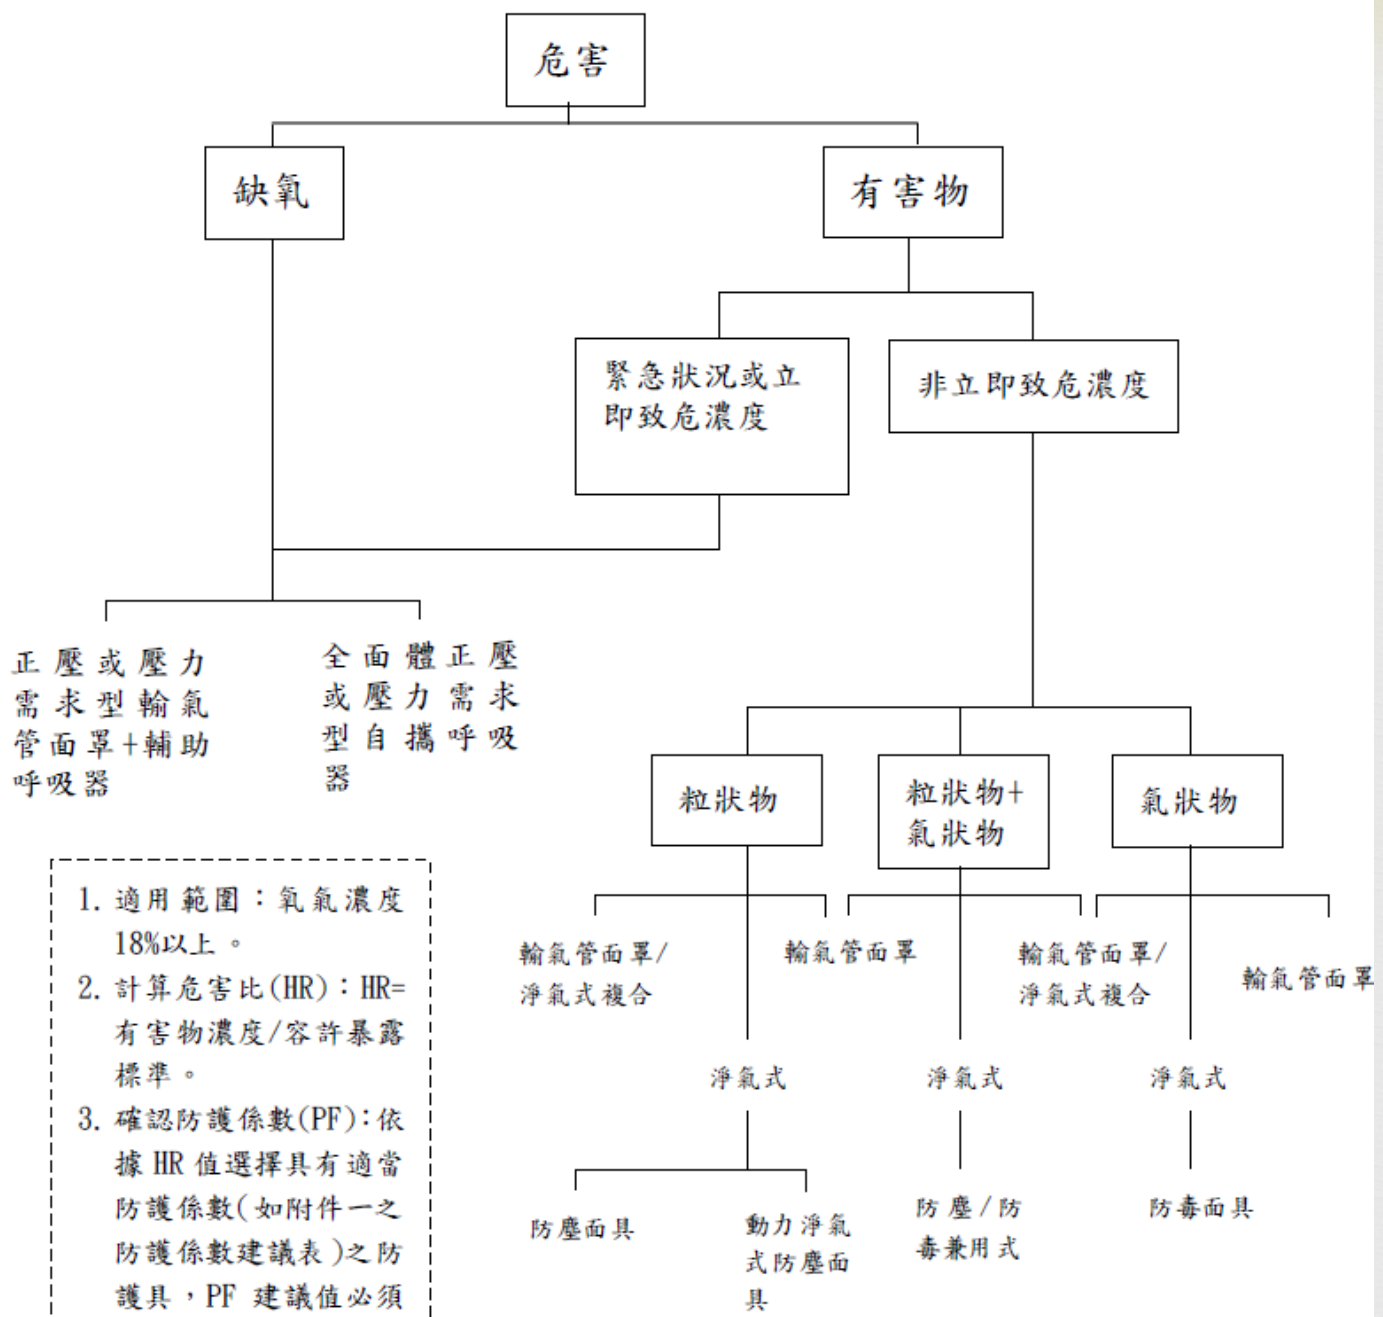 危害
缺氧
有害物
緊急狀況或立
即致危濃度
非立即致危濃度
正壓或壓力
需求型輸氣
管面罩+輔助
呼吸器
全面體正壓
或壓力需求
型自攜呼吸
器
粒狀物
粒狀物+
氣狀物
氣狀物
輸氣管面罩/
淨氣式複合
輸氣管面罩
輸氣管面罩/
淨氣式複合
輸氣管面罩
淨氣式
淨氣式
淨氣式
防塵面具
動力淨氣
式防塵面
具
防塵/防
毒兼用式
防毒面具
1. 適用範圍：氧氣濃度
18%以上。
2. 計算危害比(HR)：HR=
有害物濃度/容許暴露
標準。
3. 確認防護係數(PF)：依
據 HR 值選擇具有適當
防護係數(如附件一之
防護係數建議表)之防
護具，PF 建議值必須